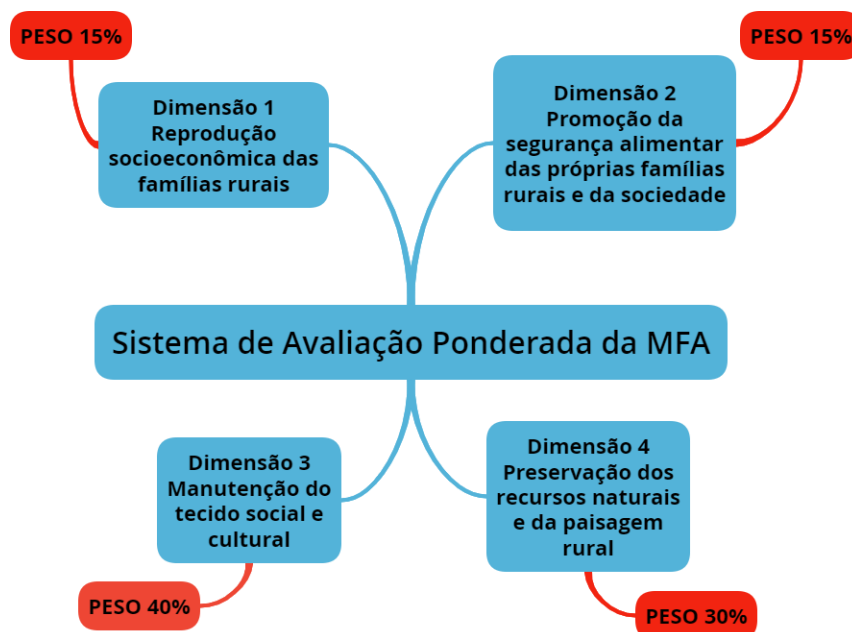 PESO 15%
PESO 15%
Dimensão 1
Reprodução
socioeconômica das
famílias rurais
Dimensão 2
Promoção da
segurança alimentar
das próprias famílias
rurais e da sociedade
Sistema de Avaliação Ponderada da MFA
Dimensão 3
Manutenção do
tecido social e
cultural
Dimensão 4
Preservação dos
recursos naturais
e da paisagem
rural
PESO 40%
PESO 30%